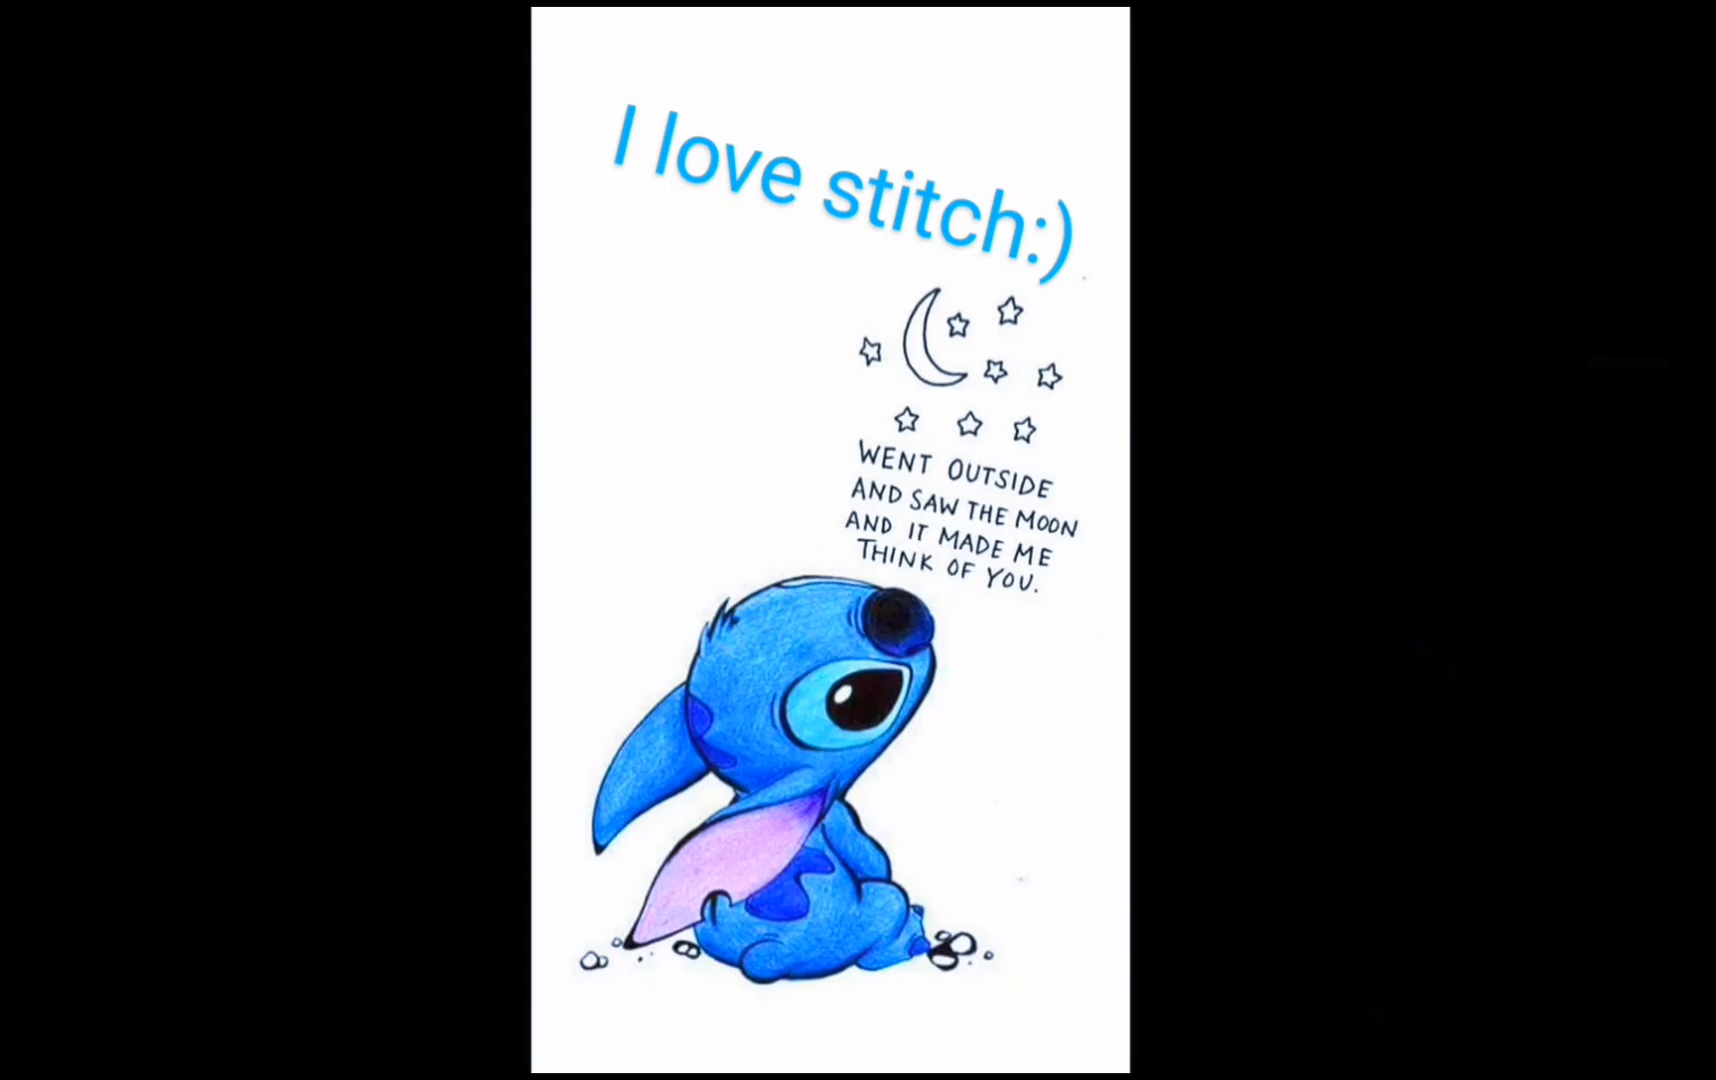 I love stitch:)
WENT OUTSIDE
AND SAW THE MOON
AND IT MADE ME
THINK OF YOU.